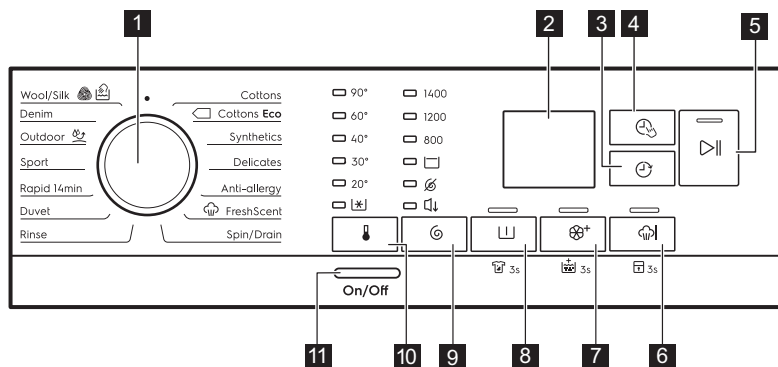 1
2
3
4
5
Wool/Silk
Cottons
Denim
Cottons Eco
Outdoor
Synthetics
Sport
Delicates
Rapid 14min
Anti-allergy
Duvet
FreshScent
Rinse
Spin/Drain
90°
1400
60°
1200
40°
800
30°
20°
3s
+ 3s
3s
On/Off
11
10
9
8
7
6